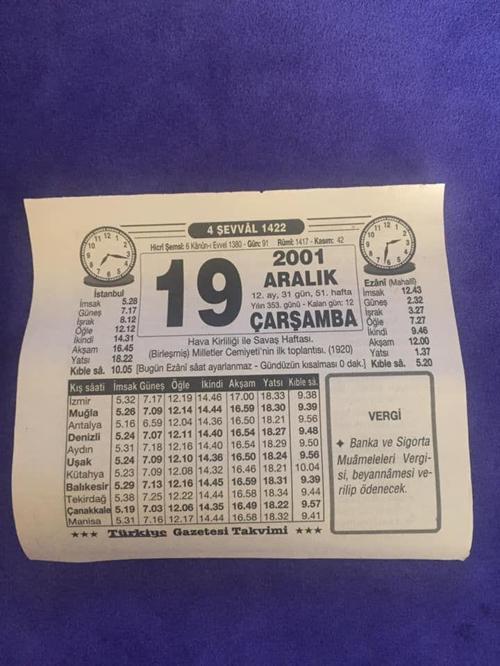 4 ŞEVVÂL 1422
Hicrî Şemsî: 6 Kânûn-ı Evvel 1380 - Gün: 91 Rûmî: 1417 - Kasım: 42
19
2001
ARALIK
12. ay, 31 gün, 51. hafta
Yılın 353. günü - Kalan gün: 12
ÇARŞAMBA
İstanbul
İmsak 5.28
Güneş 7.17
İşrak 8.12
Öğle 12.12
İkindi 14.31
Akşam 16.45
Yatsı 18.22
Kıble sâ. 10.05
Ezânî (Mahallî)
İmsak 12.43
Güneş 2.32
İşrak 3.27
Öğle 7.27
İkindi 9.46
Akşam 12.00
Yatsı 1.37
Kıble sâ. 5.20
Hava Kirliliği ile Savaş Haftası.
(Birleşmiş) Milletler Cemiyeti'nin ilk toplantısı. (1920)
[Bugün Ezânî sâat ayarlanmaz - Gündüzün kısalması 0 dak.]
Kış sâati İmsak Güneş Öğle İkindi Akşam Yatsı Kıble sâ.
İzmir 5.32 7.17 12.19 14.46 17.00 18.33 9.38
Muğla 5.26 7.09 12.14 14.44 16.59 18.30 9.39
Antalya 5.16 6.59 12.04 14.36 16.50 18.21 9.56
Denizli 5.24 7.07 12.11 14.40 16.54 18.27 9.48
Aydın 5.31 7.18 12.16 14.40 16.54 18.29 9.50
Uşak 5.24 7.09 12.10 14.36 16.50 18.24 9.56
Kütahya 5.23 7.09 12.08 14.32 16.46 18.21 10.04
Balıkesir 5.29 7.13 12.16 14.45 16.59 18.31 9.39
Tekirdağ 5.38 7.25 12.22 14.44 16.58 18.34 9.44
Çanakkale 5.19 7.03 12.06 14.35 16.49 18.22 9.57
Manisa 5.31 7.16 12.17 14.44 16.58 18.32 9.41
VERGİ
Banka ve Sigorta
Muâmeleleri Vergi-
si, beyannâmesi ve-
rilip ödenecek.
Türkiye Gazetesi Takvimi